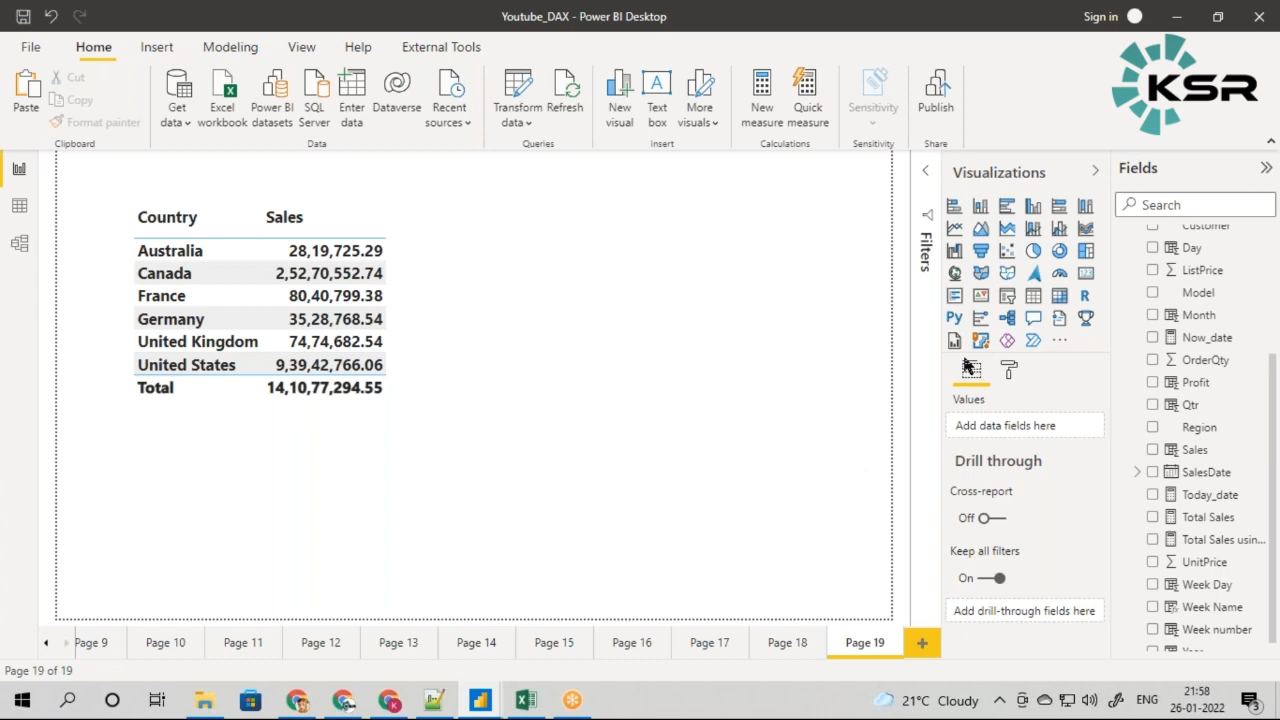 Youtube_DAX - Power BI Desktop
Sign in
File Home Insert Modeling View Help External Tools
KSR
Paste
Cut
Copy
Format painter
Clipboard
Get data
Excel workbook
Power BI datasets
SQL Server
Enter data
Dataverse
Recent sources
Data
Transform data
Refresh
Queries
New visual
Text box
More visuals
Insert
New measure
Quick measure
Calculations
Sensitivity
Sensitivity
Publish
Share
Country Sales
Australia 28,19,725.29
Canada 2,52,70,552.74
France 80,40,799.38
Germany 35,28,768.54
United Kingdom 74,74,682.54
United States 9,39,42,766.06
Total 14,10,77,294.55
Filters
Visualizations
R
Py
123
Values
Add data fields here
Drill through
Cross-report
Off
Keep all filters
On
Add drill-through fields here
Fields
Search
Customer
Day
ListPrice
Model
Month
Now_date
OrderQty
Profit
Qtr
Region
Sales
SalesDate
Today_date
Total Sales
Total Sales usin...
UnitPrice
Week Day
Week Name
Week number
Year
Page 9 Page 10 Page 11 Page 12 Page 13 Page 14 Page 15 Page 16 Page 17 Page 18 Page 19
Page 19 of 19
21°C Cloudy
ENG
21:58
26-01-2022
3